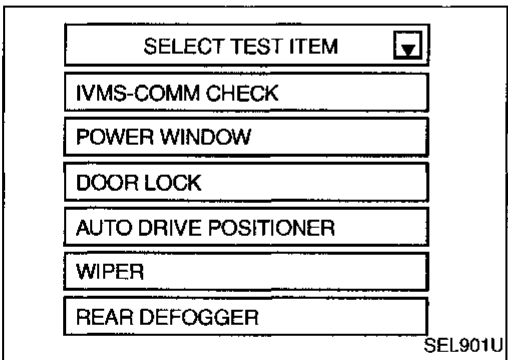 SELECT TEST ITEM
IVMS-COMM CHECK
POWER WINDOW
DOOR LOCK
AUTO DRIVE POSITIONER
WIPER
REAR DEFOGGER
SEL901U